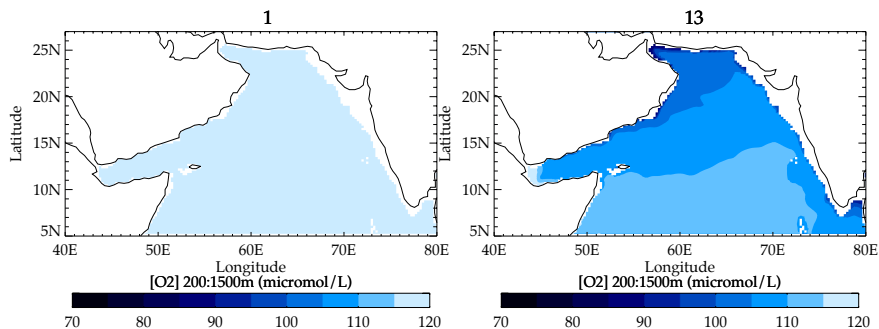 1
25N
20N
15N
10N
5N
Latitude
40E 50E 60E 70E 80E
Longitude
[O2] 200:1500m (micromol/L)
70 80 90 100 110 120
13
25N
20N
15N
10N
5N
Latitude
40E 50E 60E 70E 80E
Longitude
[O2] 200:1500m (micromol/L)
70 80 90 100 110 120